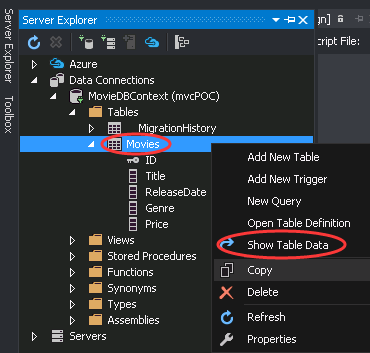 Server Explorer
Toolbox
Server Explorer
gn]
cript File:
Azure
Data Connections
MovieDBContext (mvcPOC)
Tables
__MigrationHistory
Movies
ID
Title
ReleaseDate
Genre
Price
Views
Stored Procedures
Functions
Synonyms
Types
Assemblies
Servers
Add New Table
Add New Trigger
New Query
Open Table Definition
Show Table Data
Copy
Delete
Refresh
Properties